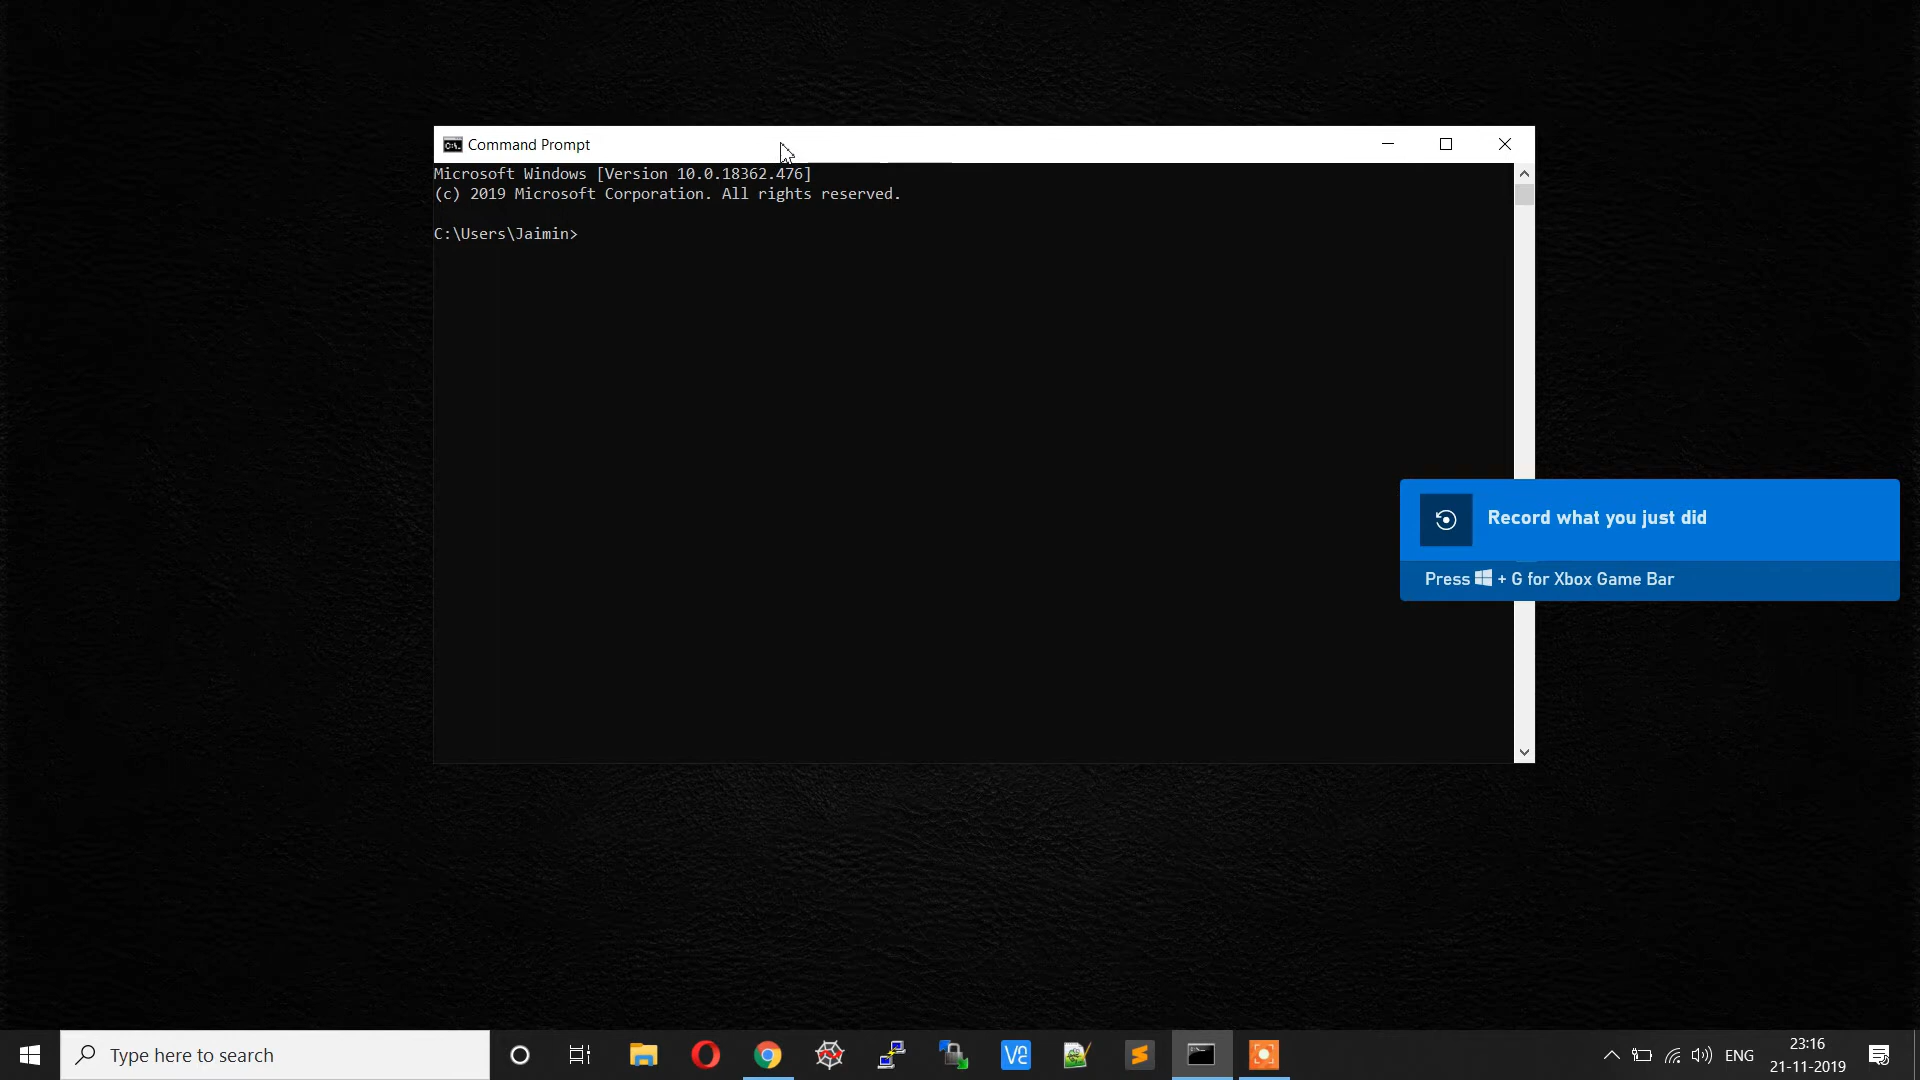 Command Prompt
Microsoft Windows [Version 10.0.18362.476]
(c) 2019 Microsoft Corporation. All rights reserved.
C:\Users\Jaimin>
Record what you just did
Press + G for Xbox Game Bar
Type here to search
ENG
23:16
21-11-2019